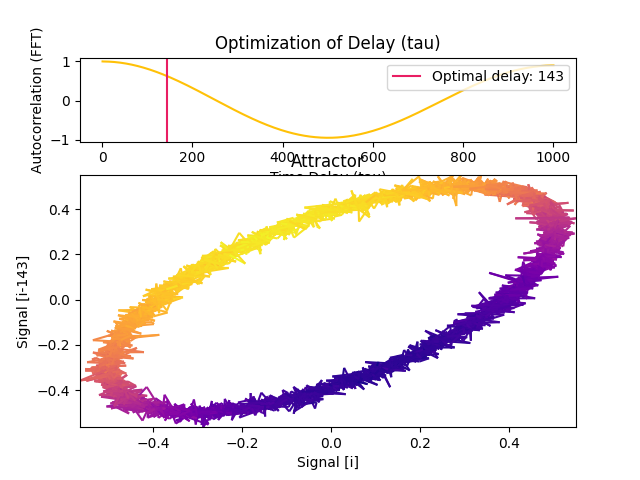 Optimization of Delay (tau)
Autocorrelation (FFT)
1
0
−1
Optimal delay: 143
0
200
400
600
800
1000
Time Delay (tau)
Attractor
Signal [i-143]
0.4
0.2
0.0
−0.2
−0.4
−0.4
−0.2
0.0
0.2
0.4
Signal [i]